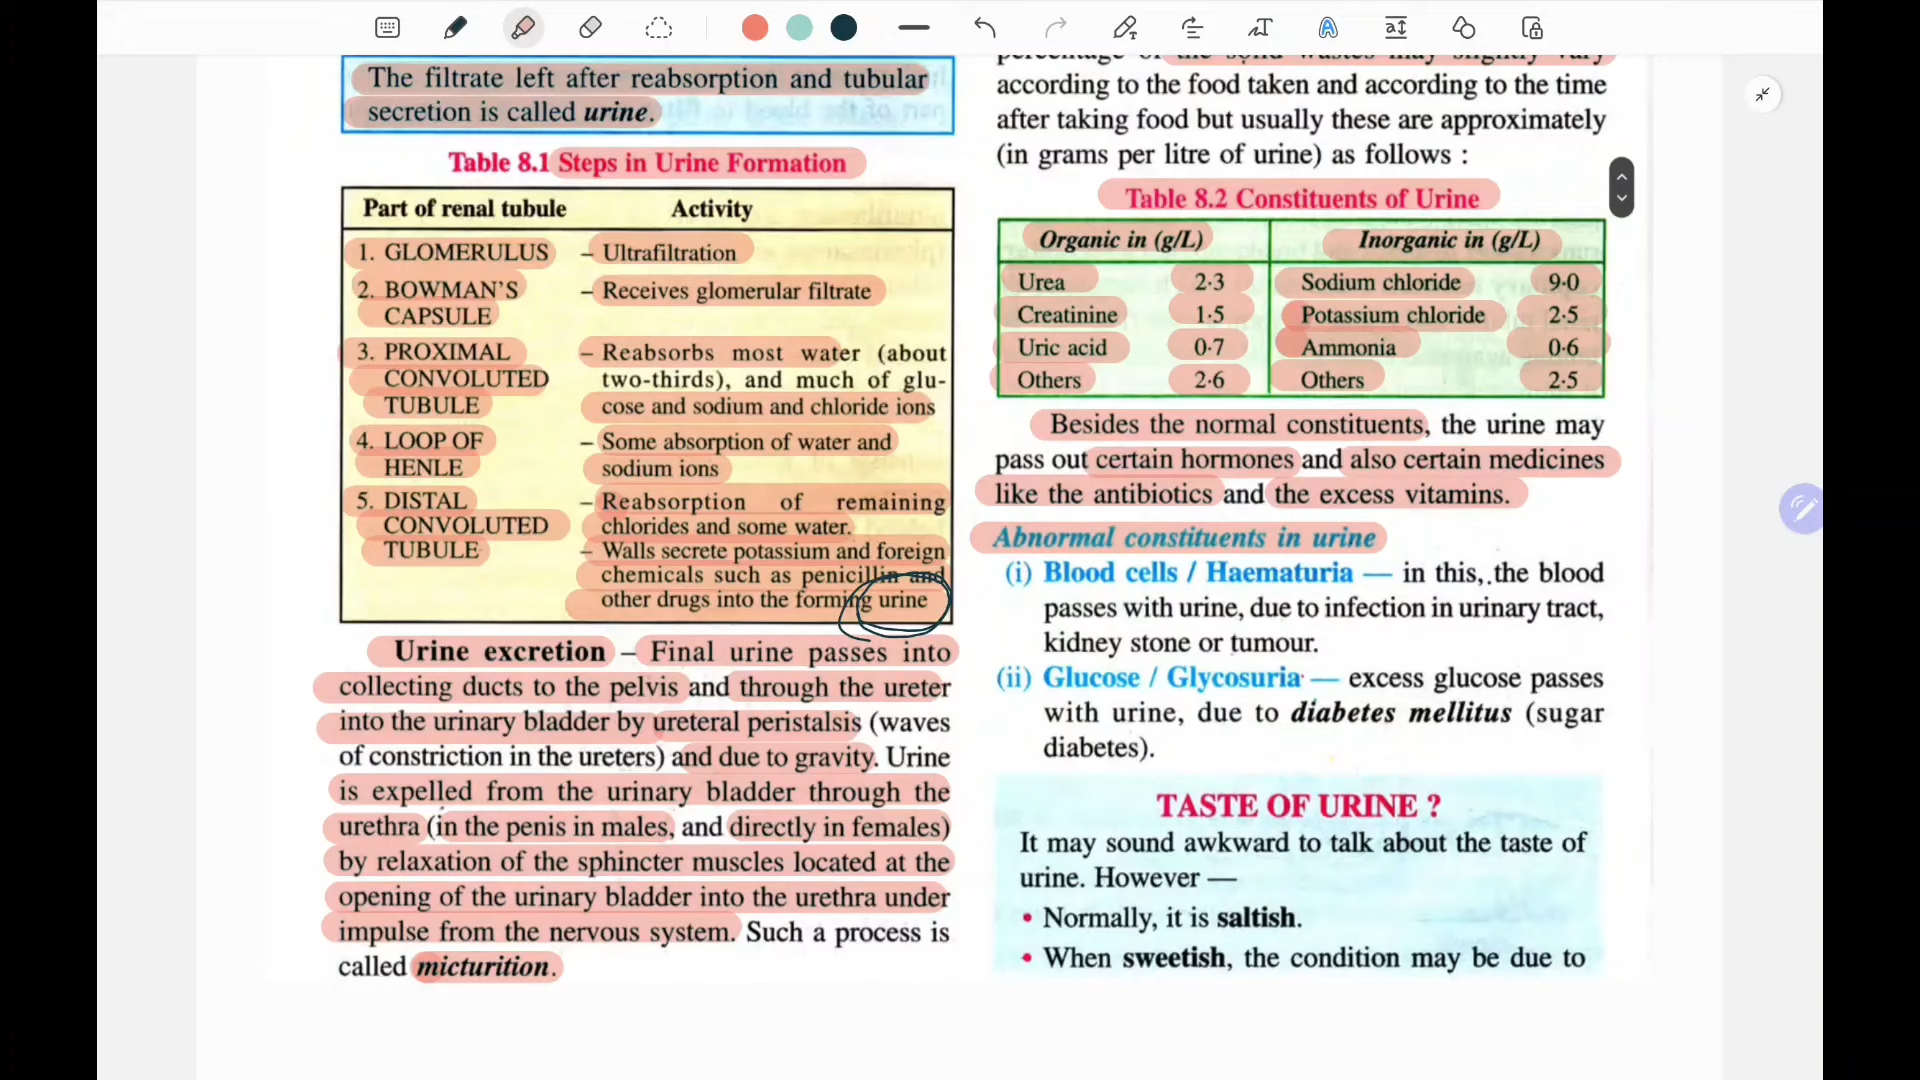 The filtrate left after reabsorption and tubular
secretion is called urine.
Table 8.1 Steps in Urine Formation
Part of renal tubule Activity
1. GLOMERULUS – Ultrafiltration
2. BOWMAN'S – Receives glomerular filtrate
CAPSULE
3. PROXIMAL – Reabsorbs most water (about
CONVOLUTED two-thirds), and much of glu-
TUBULE cose and sodium and chloride ions
4. LOOP OF – Some absorption of water and
HENLE sodium ions
5. DISTAL – Reabsorption of remaining
CONVOLUTED chlorides and some water.
TUBULE – Walls secrete potassium and foreign
chemicals such as penicillin and
other drugs into the forming urine
Urine excretion – Final urine passes into
collecting ducts to the pelvis and through the ureter
into the urinary bladder by ureteral peristalsis (waves
of constriction in the ureters) and due to gravity. Urine
is expelled from the urinary bladder through the
urethra (in the penis in males, and directly in females)
by relaxation of the sphincter muscles located at the
opening of the urinary bladder into the urethra under
impulse from the nervous system. Such a process is
called micturition.
percentage of the solid wastes may slightly vary
according to the food taken and according to the time
after taking food but usually these are approximately
(in grams per litre of urine) as follows :
Table 8.2 Constituents of Urine
Organic in (g/L) Inorganic in (g/L)
Urea 2·3 Sodium chloride 9·0
Creatinine 1·5 Potassium chloride 2·5
Uric acid 0·7 Ammonia 0·6
Others 2·6 Others 2·5
Besides the normal constituents, the urine may
pass out certain hormones and also certain medicines
like the antibiotics and the excess vitamins.
Abnormal constituents in urine
(i) Blood cells / Haematuria — in this, the blood
passes with urine, due to infection in urinary tract,
kidney stone or tumour.
(ii) Glucose / Glycosuria — excess glucose passes
with urine, due to diabetes mellitus (sugar
diabetes).
TASTE OF URINE ?
It may sound awkward to talk about the taste of
urine. However —
• Normally, it is saltish.
• When sweetish, the condition may be due to